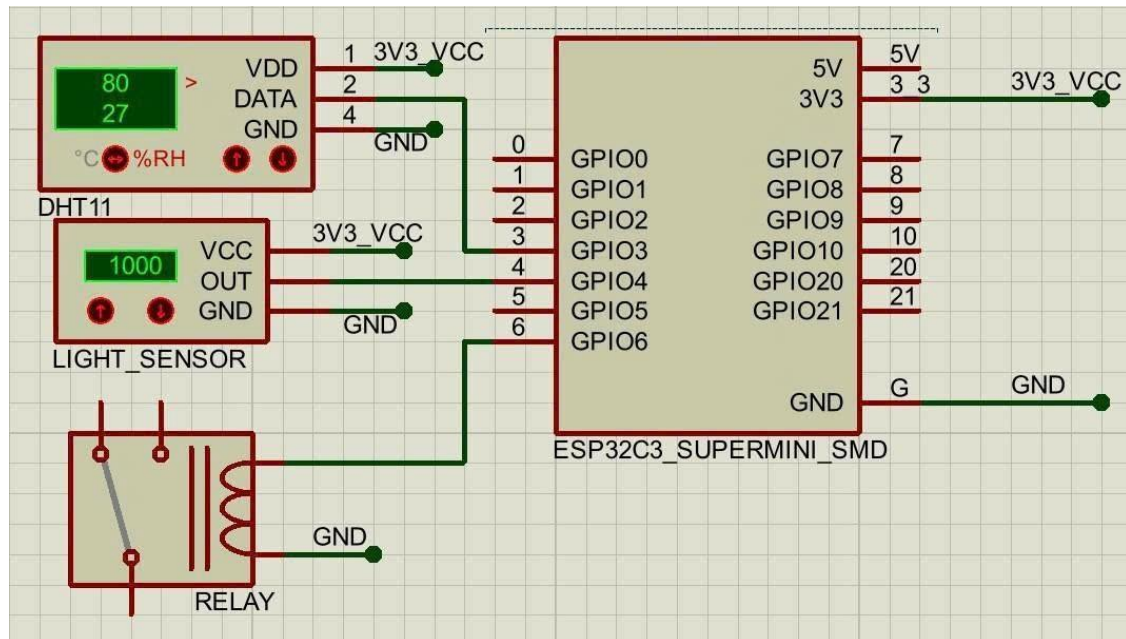 1 3V3_VCC
VDD
80
27
>
DATA 2
GND 4
GND
°C %RH
DHT11
VCC 3V3_VCC
1000
OUT
GND
GND
LIGHT_SENSOR
GND
RELAY
5V 5V
3V3 3_3 3V3_VCC
0 GPIO0 GPIO7 7
1 GPIO1 GPIO8 8
2 GPIO2 GPIO9 9
3 GPIO3 GPIO10 10
4 GPIO4 GPIO20 20
5 GPIO5 GPIO21 21
6 GPIO6
GND G GND
ESP32C3_SUPERMINI_SMD